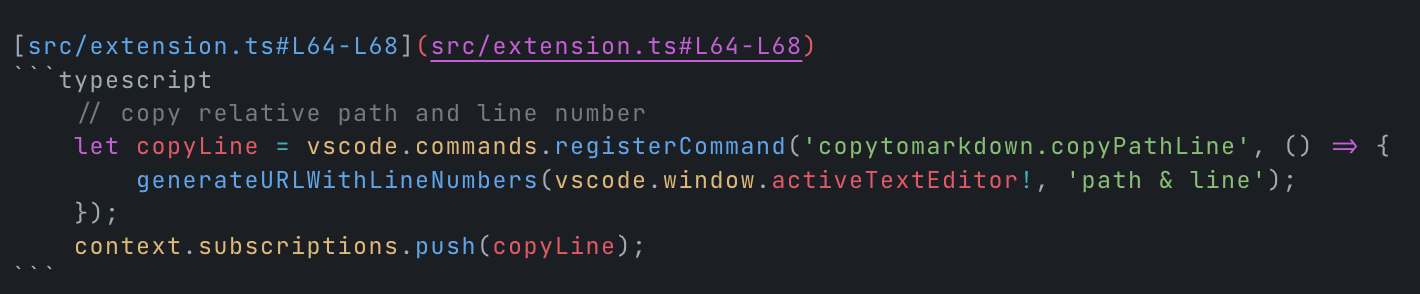 [src/extension.ts#L64-L68](src/extension.ts#L64-L68)
```typescript
    // copy relative path and line number
    let copyLine = vscode.commands.registerCommand('copytomarkdown.copyPathLine', () => {
        generateURLWithLineNumbers(vscode.window.activeTextEditor!, 'path & line');
    });
    context.subscriptions.push(copyLine);
```